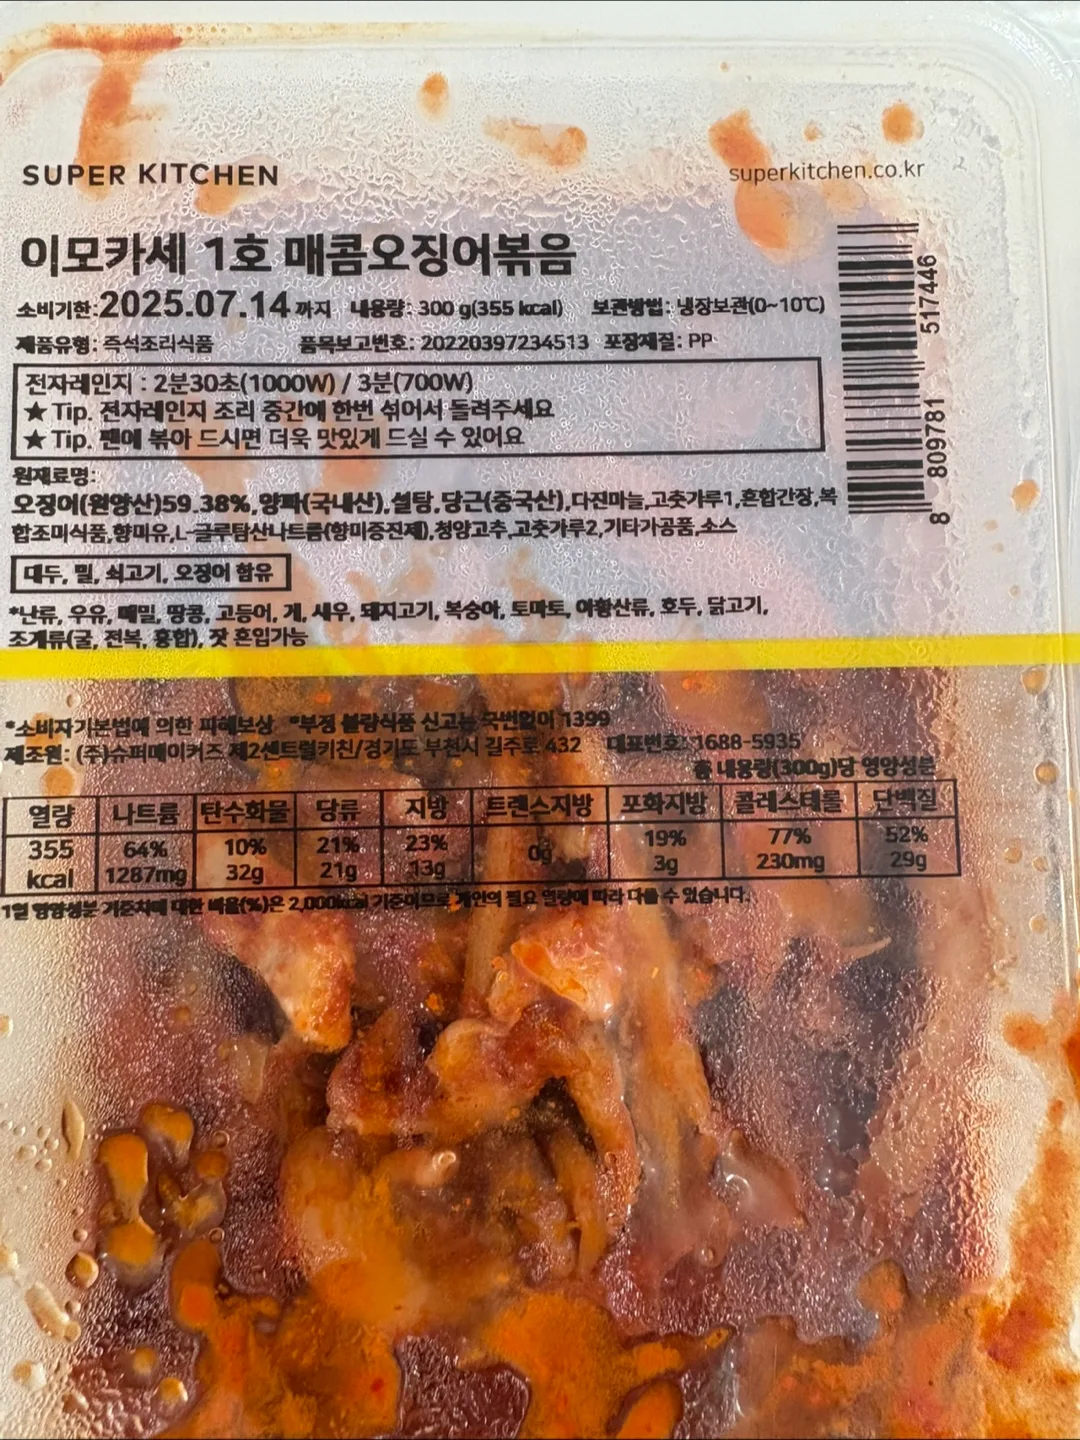 SUPER KITCHEN
superkitchen.co.kr
이모카세 1호 매콤오징어볶음
소비기한:2025.07.14까지 내용량: 300 g(355 kcal) 보관방법: 냉장보관(0~10℃)
제품유형: 즉석조리식품 품목보고번호: 20220397234513 포장재질: PP
전자레인지 : 2분30초(1000W) / 3분(700W)
★ Tip. 전자레인지 조리 중간에 한번 섞어서 돌려주세요
★ Tip. 팬에 볶아 드시면 더욱 맛있게 드실 수 있어요
원재료명:
오징어(원양산)59.38%,양파(국내산),설탕,당근(중국산),다진마늘,고춧가루1,혼합간장,복
합조미식품,향미유,L-글루탐산나트륨(향미증진제),청양고추,고춧가루2,기타가공품,소스
대두, 밀, 쇠고기, 오징어 함유
*난류, 우유, 메밀, 땅콩, 고등어, 게, 새우, 돼지고기, 복숭아, 토마토, 아황산류, 호두, 닭고기,
조개류(굴, 전복, 홍합), 잣 혼입가능
8 809781 517446
*소비자기본법에 의한 피해보상 *부정 불량식품 신고는 국번없이 1399
제조원: (주)슈퍼메이커즈 제2센트럴키친/경기도 부천시 길주로 432 대표번호: 1688-5935
총 내용량(300g)당 영양성분
열량 나트륨 탄수화물 당류 지방 트랜스지방 포화지방 콜레스테롤 단백질
355 64% 10% 21% 23% 0g 19% 77% 52%
kcal 1287mg 32g 21g 13g 3g 230mg 29g
1일 영양성분 기준치에 대한 비율(%)은 2,000kcal 기준이므로 개인의 필요 열량에 따라 다를 수 있습니다.